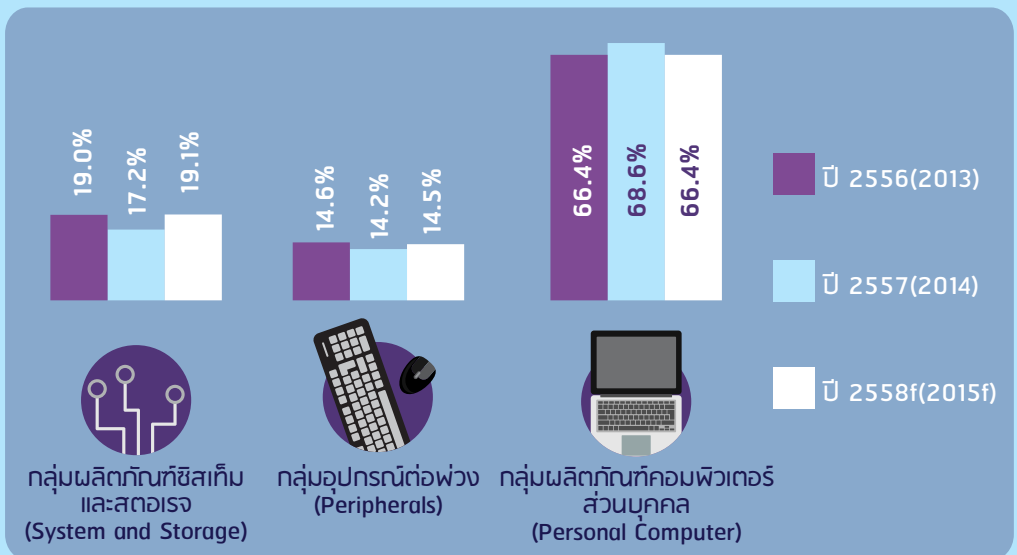 19.0%
17.2%
19.1%
14.6%
14.2%
14.5%
66.4%
68.6%
66.4%
ปี 2556(2013)
ปี 2557(2014)
ปี 2558f(2015f)
กลุ่มผลิตภัณฑ์ซิสเท็ม
และสตอเรจ
(System and Storage)
กลุ่มอุปกรณ์ต่อพ่วง
(Peripherals)
กลุ่มผลิตภัณฑ์คอมพิวเตอร์
ส่วนบุคคล
(Personal Computer)